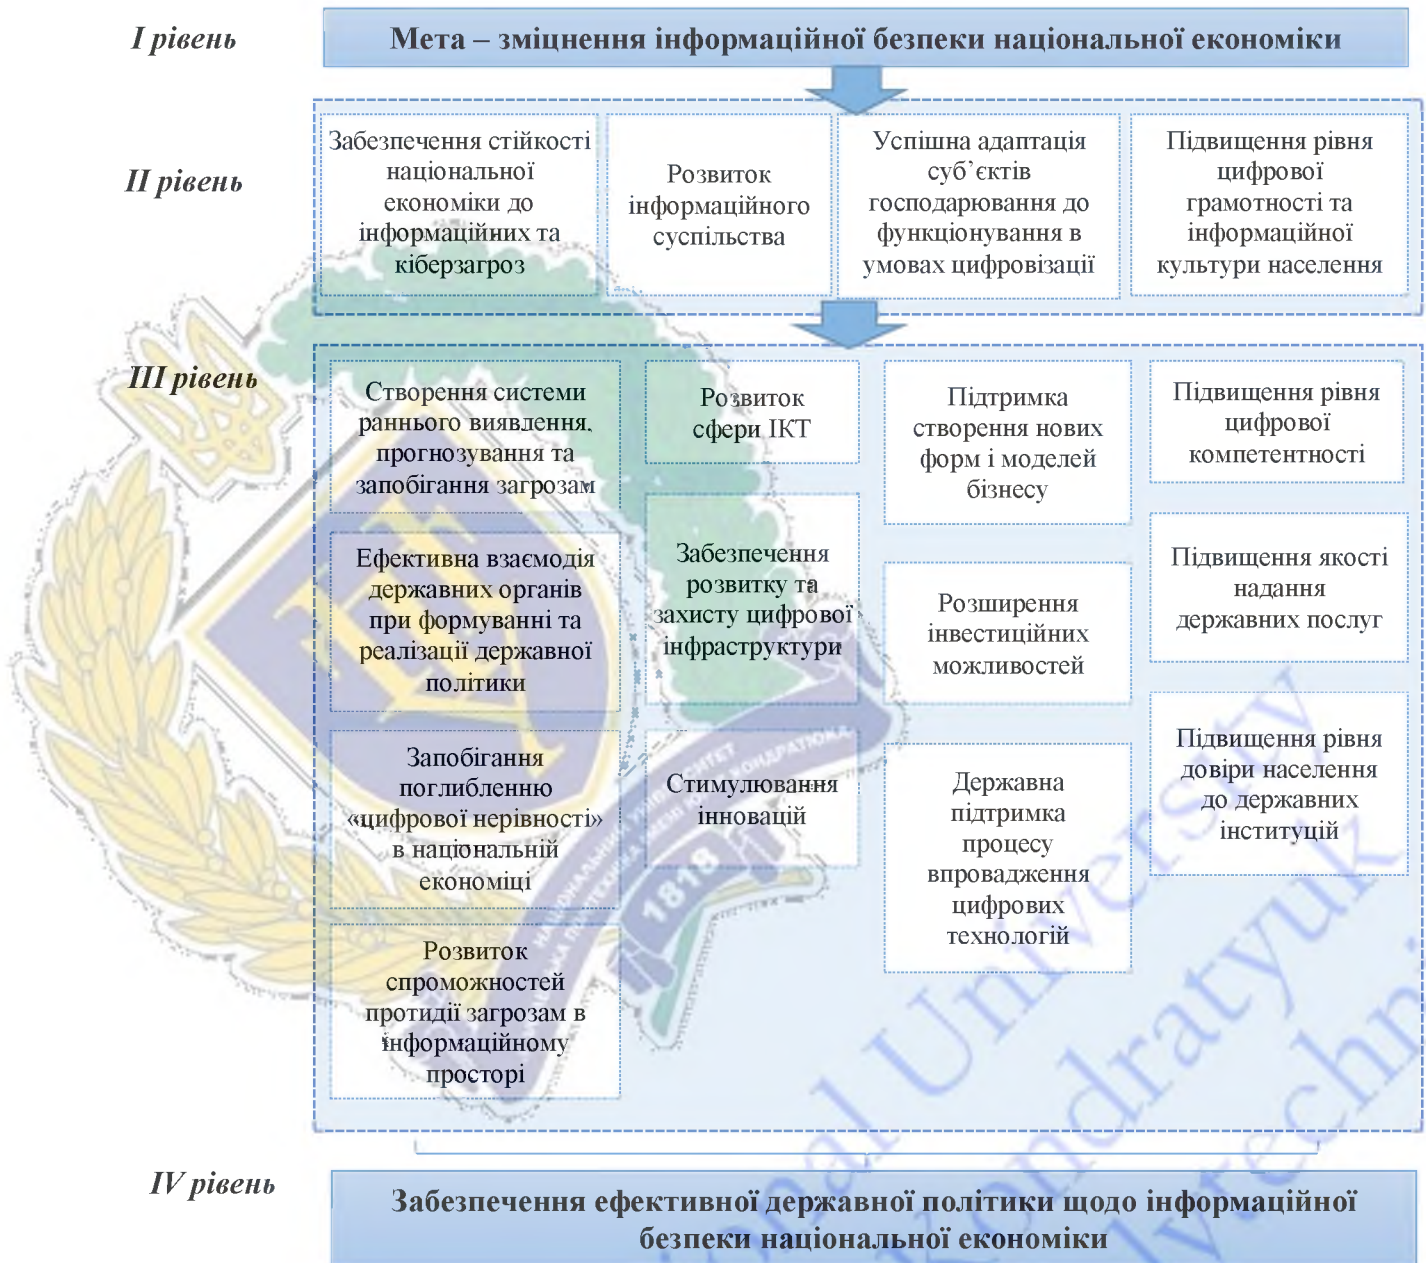 I рівень
Мета – зміцнення інформаційної безпеки національної економіки
II рівень
Забезпечення стійкості
національної
економіки до
інформаційних та
кіберзагроз
Розвиток
інформаційного
суспільства
Успішна адаптація
суб’єктів
господарювання до
функціонування в
умовах цифровізації
Підвищення рівня
цифрової
грамотності та
інформаційної
культури населення
III рівень
Створення системи
раннього виявлення,
прогнозування та
запобігання загрозам
Ефективна взаємодія
державних органів
при формуванні та
реалізації державної
політики
Запобігання
поглибленню
«цифрової нерівності»
в національній
економіці
Розвиток
спроможностей
протидії загрозам в
інформаційному
просторі
Розвиток
сфери ІКТ
Забезпечення
розвитку та
захисту цифрової
інфраструктури
Стимулювання
інновацій
Підтримка
створення нових
форм і моделей
бізнесу
Розширення
інвестиційних
можливостей
Державна
підтримка
процесу
впровадження
цифрових
технологій
Підвищення рівня
цифрової
компетентності
Підвищення якості
надання
державних послуг
Підвищення рівня
довіри населення
до державних
інституцій
IV рівень
Забезпечення ефективної державної політики щодо інформаційної
безпеки національної економіки
1818
University
Kondratyuk